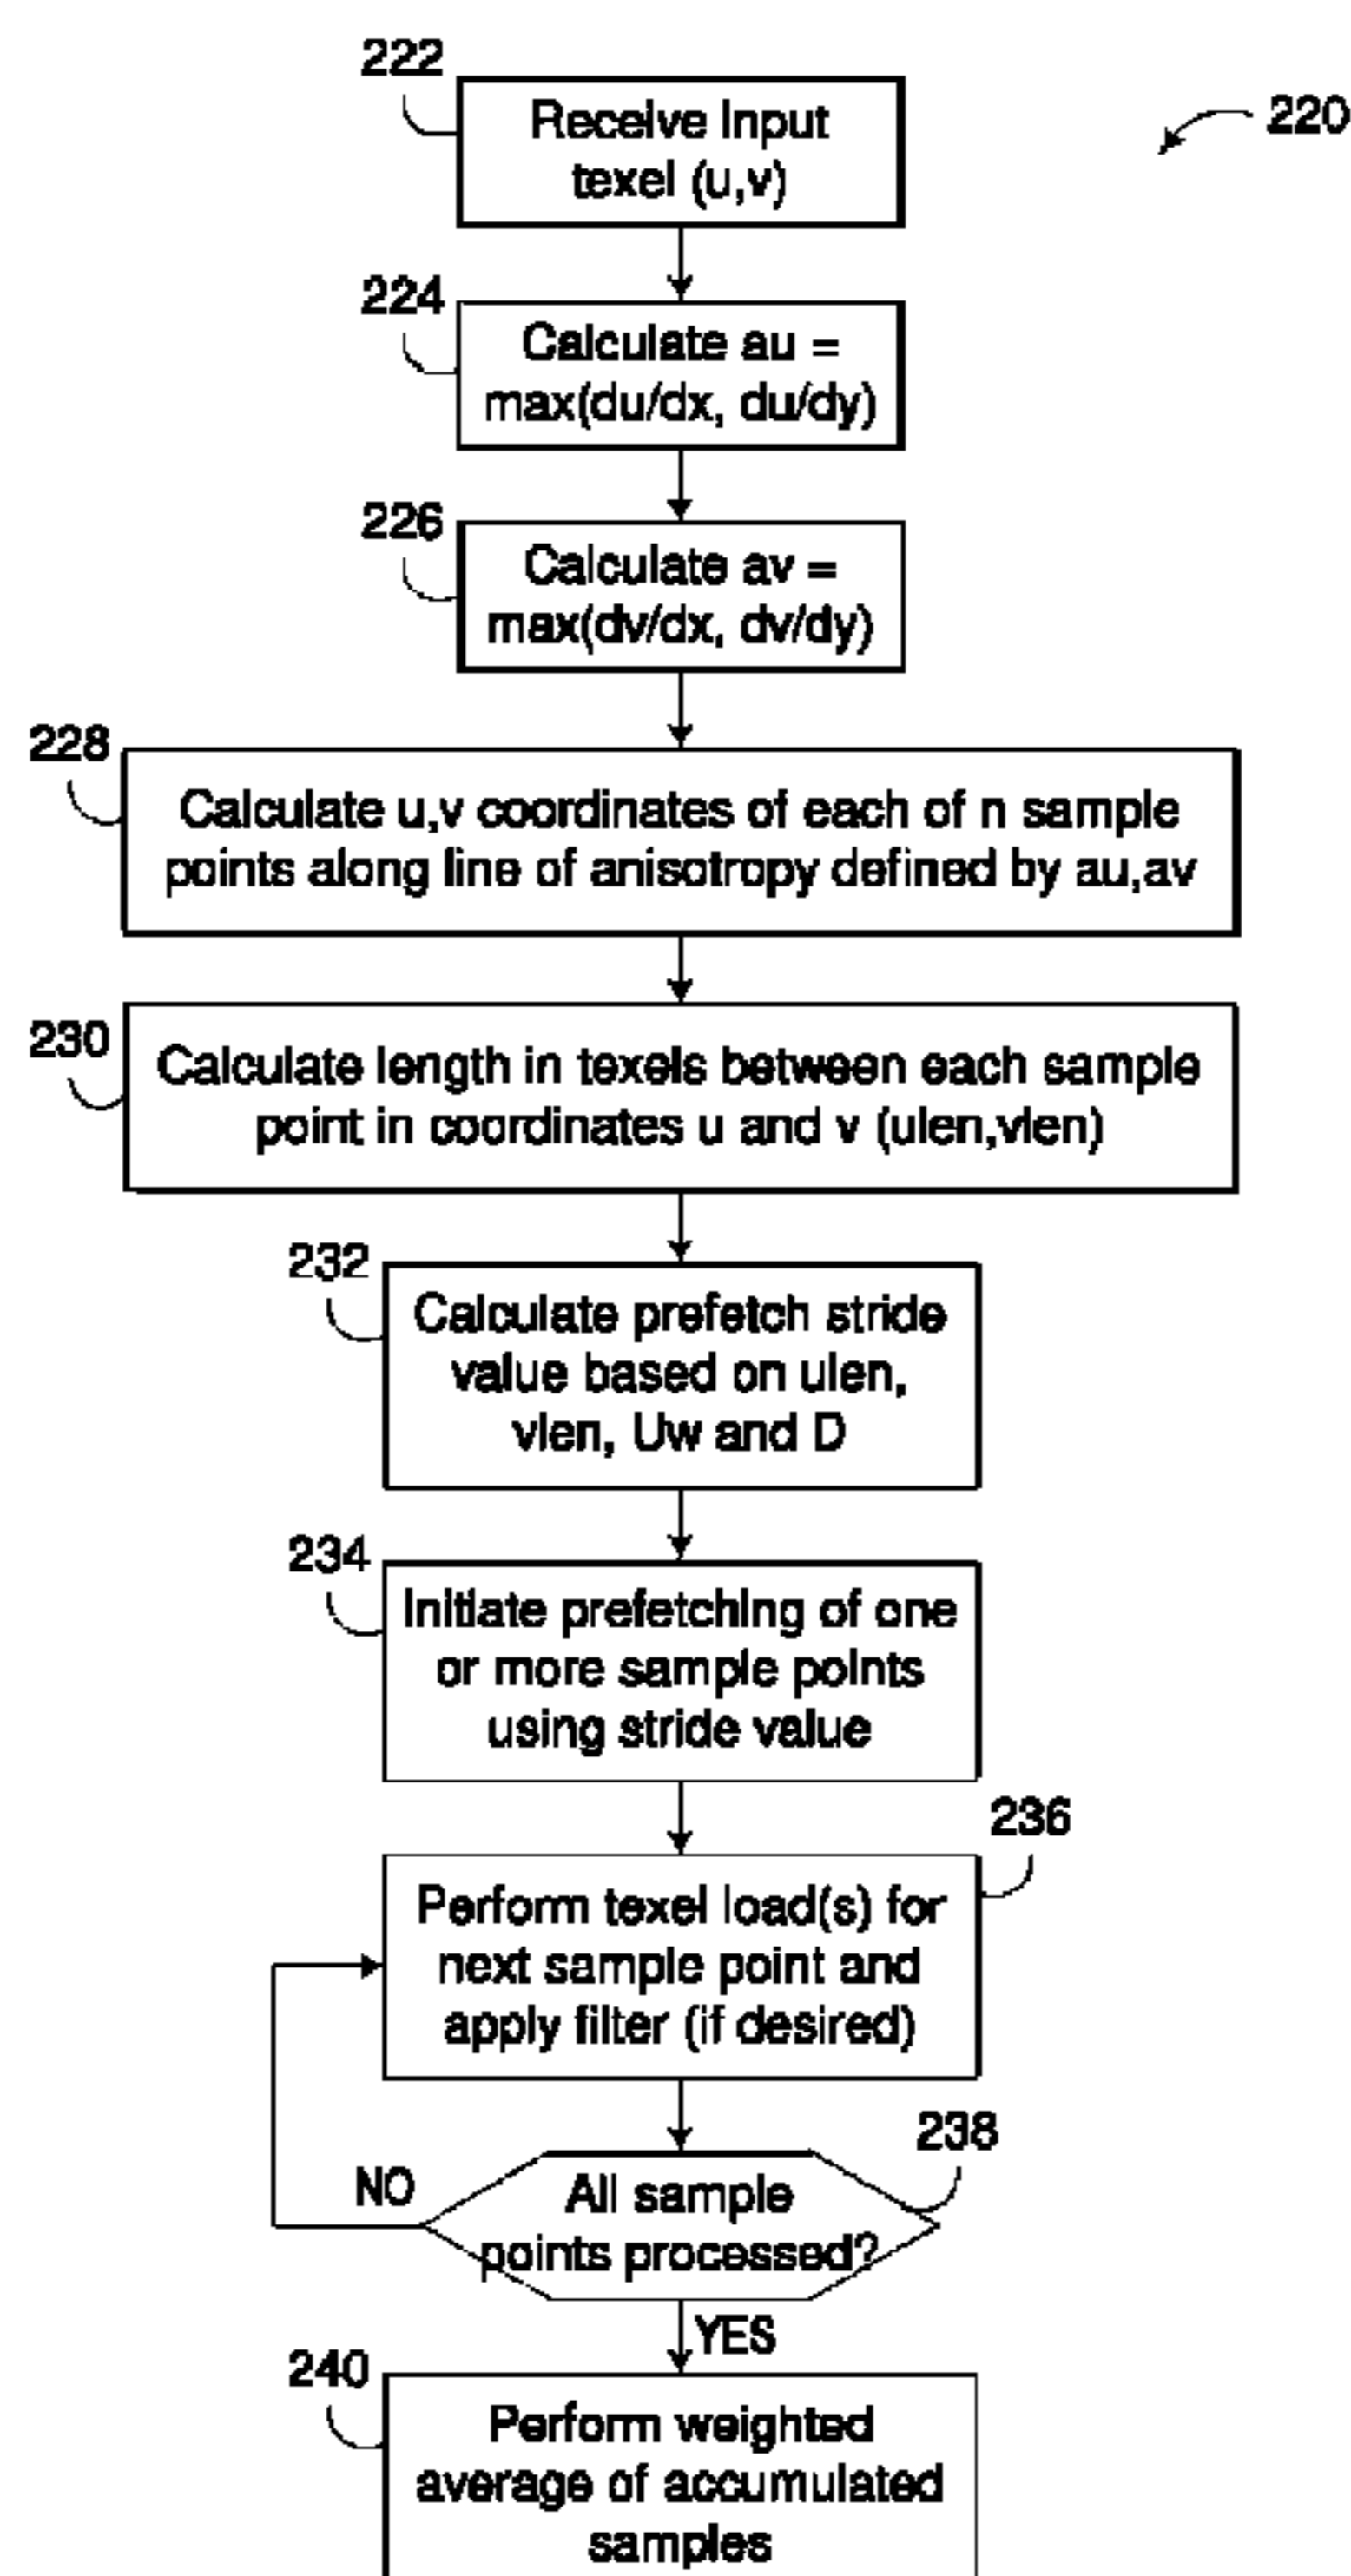 222
Receive Input
texel (u,v)
220
224
Calculate au =
max(du/dx, du/dy)
226
Calculate av =
max(dv/dx, dv/dy)
228
Calculate u,v coordinates of each of n sample
points along line of anisotropy defined by au,av
230
Calculate length in texels between each sample
point in coordinates u and v (ulen,vlen)
232
Calculate prefetch stride
value based on ulen,
vlen, Uw and D
234
Initiate prefetching of one
or more sample points
using stride value
236
Perform texel load(s) for
next sample point and
apply filter (if desired)
238
NO
All sample
points processed?
YES
240
Perform weighted
average of accumulated
samples